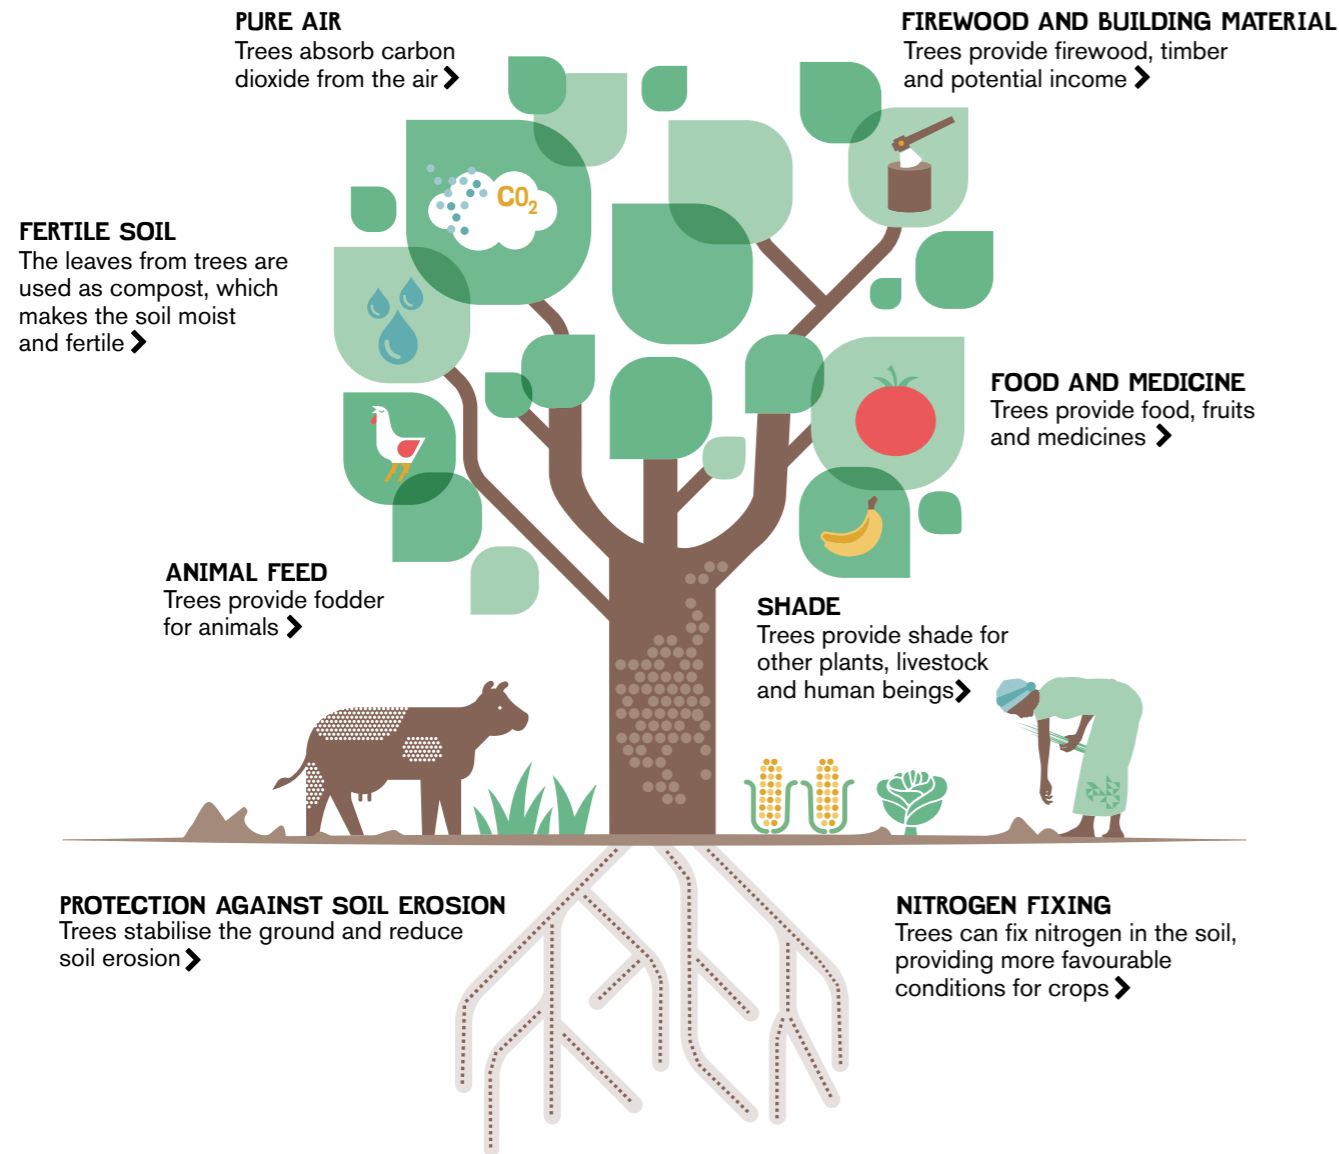 PURE AIR
Trees absorb carbon
dioxide from the air
FIREWOOD AND BUILDING MATERIAL
Trees provide firewood, timber
and potential income
CO₂
FERTILE SOIL
The leaves from trees are
used as compost, which
makes the soil moist
and fertile
FOOD AND MEDICINE
Trees provide food, fruits
and medicines
ANIMAL FEED
Trees provide fodder
for animals
SHADE
Trees provide shade for
other plants, livestock
and human beings
PROTECTION AGAINST SOIL EROSION
Trees stabilise the ground and reduce
soil erosion
NITROGEN FIXING
Trees can fix nitrogen in the soil,
providing more favourable
conditions for crops